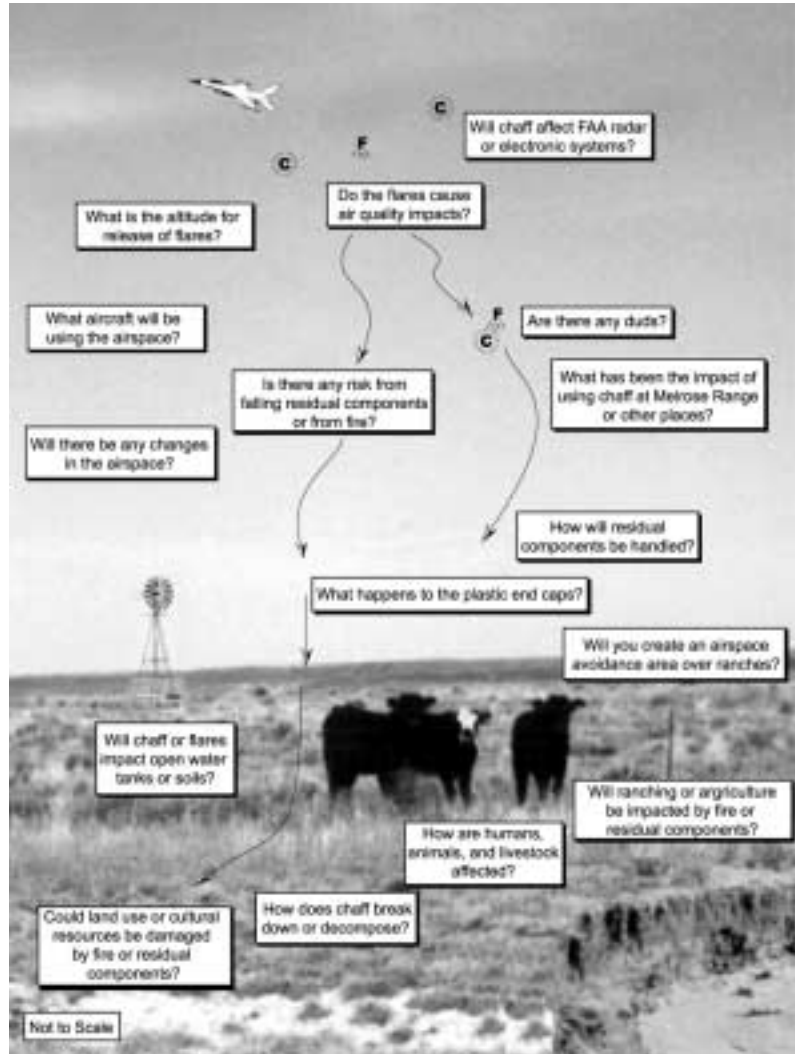 C
Will chaff affect FAA radar
or electronic systems?
F
C
Do the flares cause
air quality impacts?
What is the altitude for
release of flares?
What aircraft will be
using the airspace?
F
C
Are there any duds?
Is there any risk from
falling residual components
or from fire?
What has been the impact of
using chaff at Melrose Range
or other places?
Will there be any changes
in the airspace?
How will residual
components be handled?
What happens to the plastic end caps?
Will you create an airspace
avoidance area over ranches?
Will chaff or flares
impact open water
tanks or soils?
Will ranching or argriculture
be impacted by fire or
residual components?
How are humans,
animals, and livestock
affected?
How does chaff break
down or decompose?
Could land use or cultural
resources be damaged
by fire or residual
components?
Not to Scale